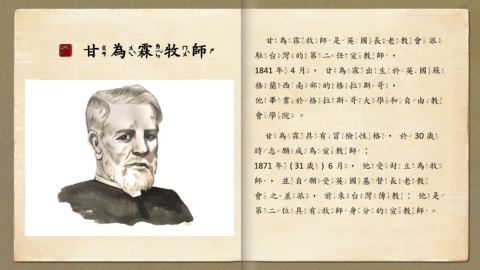 甘為霖牧師
甘為霖牧師是英國長老教會派
駐台灣的第二任宣教師，
1841年4月，甘為霖出生於英國蘇
格蘭西南部的格拉斯哥，
他畢業於格拉斯哥大學和自由教
會學院。
甘為霖具有冒險性格，於30歲
時志願成為宣教師；
1871年(31歲)6月，他受封立為牧
師，並自願受英國基督長老教
會之差派，前來台灣傳教；他是
第二位具有牧師身分的宣教師。